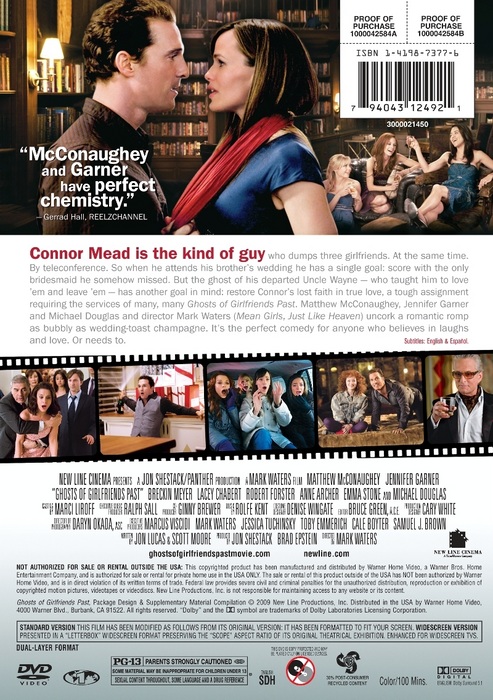 PROOF OF
PURCHASE
1000042584A
PROOF OF
PURCHASE
1000042584B
ISBN 1-4198-7377-6
7 94043 12492 1
3000021450
“McConaughey
and Garner
have perfect
chemistry.”
– Gerrad Hall, REELZCHANNEL
Connor Mead is the kind of guy who dumps three girlfriends. At the same time.
By teleconference. So when he attends his brother's wedding he has a single goal: score with the only
bridesmaid he somehow missed. But the ghost of his departed Uncle Wayne — who taught him to love
'em and leave 'em — has another goal in mind: restore Connor's lost faith in true love, a tough assignment
requiring the services of many, many Ghosts of Girlfriends Past. Matthew McConaughey, Jennifer Garner
and Michael Douglas and director Mark Waters (Mean Girls, Just Like Heaven) uncork a romantic romp
as bubbly as wedding-toast champagne. It's the perfect comedy for anyone who believes in laughs
and love. Or needs to.
Subtitles: English & Español.
NEW LINE CINEMA PRESENTS A JON SHESTACK/PANTHER PRODUCTION A MARK WATERS FILM MATTHEW McCONAUGHEY JENNIFER GARNER
"GHOSTS OF GIRLFRIENDS PAST" BRECKIN MEYER LACEY CHABERT ROBERT FORSTER ANNE ARCHER EMMA STONE AND MICHAEL DOUGLAS
MARCI LIROFF RALPH SALL GINNY BREWER ROLFE KENT DENISE WINGATE BRUCE GREEN, A.C.E. CARY WHITE
DARYN OKADA, ASC MARCUS VISCIDI MARK WATERS JESSICA TUCHINSKY TOBY EMMERICH CALE BOYTER SAMUEL J. BROWN
JON LUCAS & SCOTT MOORE JON SHESTACK BRAD EPSTEIN MARK WATERS
ghostsofgirlfriendspastmovie.com newline.com
NEW LINE CINEMA
NOT AUTHORIZED FOR SALE OR RENTAL OUTSIDE THE USA: This copyrighted product has been manufactured and distributed by Warner Home Video, a Warner Bros. Home
Entertainment Company, and is authorized for sale or rental for private home use in the USA ONLY. The sale or rental of this product outside of the USA has NOT been authorized by Warner
Home Video, and is in direct violation of its written terms of trade. Federal law provides severe civil and criminal penalties for the unauthorized distribution, reproduction or exhibition of
copyrighted motion pictures, videotapes or videodiscs. New Line Productions, Inc. is not responsible for maintaining access to any website or its content.
Ghosts of Girlfriends Past, Package Design & Supplementary Material Compilation © 2009 New Line Productions, Inc. Distributed in the USA by Warner Home Video,
4000 Warner Blvd., Burbank, CA 91522. All rights reserved. "Dolby" and the symbol are trademarks of Dolby Laboratories Licensing Corporation.
STANDARD VERSION THIS FILM HAS BEEN MODIFIED AS FOLLOWS FROM ITS ORIGINAL VERSION: IT HAS BEEN FORMATTED TO FIT YOUR SCREEN. WIDESCREEN VERSION
PRESENTED IN A "LETTERBOX" WIDESCREEN FORMAT PRESERVING THE "SCOPE" ASPECT RATIO OF ITS ORIGINAL THEATRICAL EXHIBITION. ENHANCED FOR WIDESCREEN TVS.
DUAL-LAYER FORMAT
DVD
VIDEO
PG-13 PARENTS STRONGLY CAUTIONED
SOME MATERIAL MAY BE INAPPROPRIATE FOR CHILDREN UNDER 13
SEXUAL CONTENT THROUGHOUT, SOME LANGUAGE AND A DRUG REFERENCE
SDH
30% POST-CONSUMER
RECYCLED CONTENT
Color/100 Mins.
DOLBY
DIGITAL